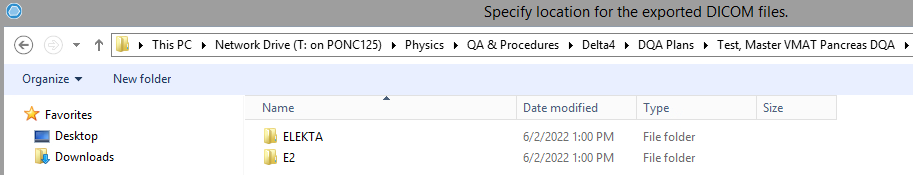 Specify location for the exported DICOM files.
This PC Network Drive (T: on PONC125) Physics QA & Procedures Delta4 DQA Plans Test, Master VMAT Pancreas DQA
Organize New folder
Favorites
Desktop
Downloads
Name Date modified Type Size
ELEKTA 6/2/2022 1:00 PM File folder
E2 6/2/2022 1:00 PM File folder